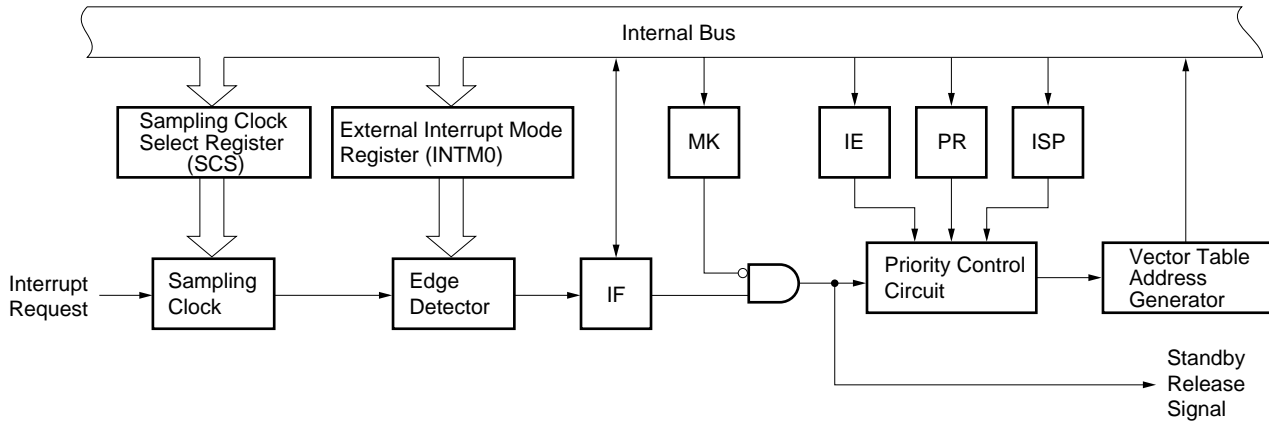 Internal Bus
Sampling Clock
Select Register
(SCS)
External Interrupt Mode
Register (INTM0)
MK
IE
PR
ISP
Interrupt
Request
Sampling
Clock
Edge
Detector
IF
Priority Control
Circuit
Vector Table
Address
Generator
Standby
Release
Signal